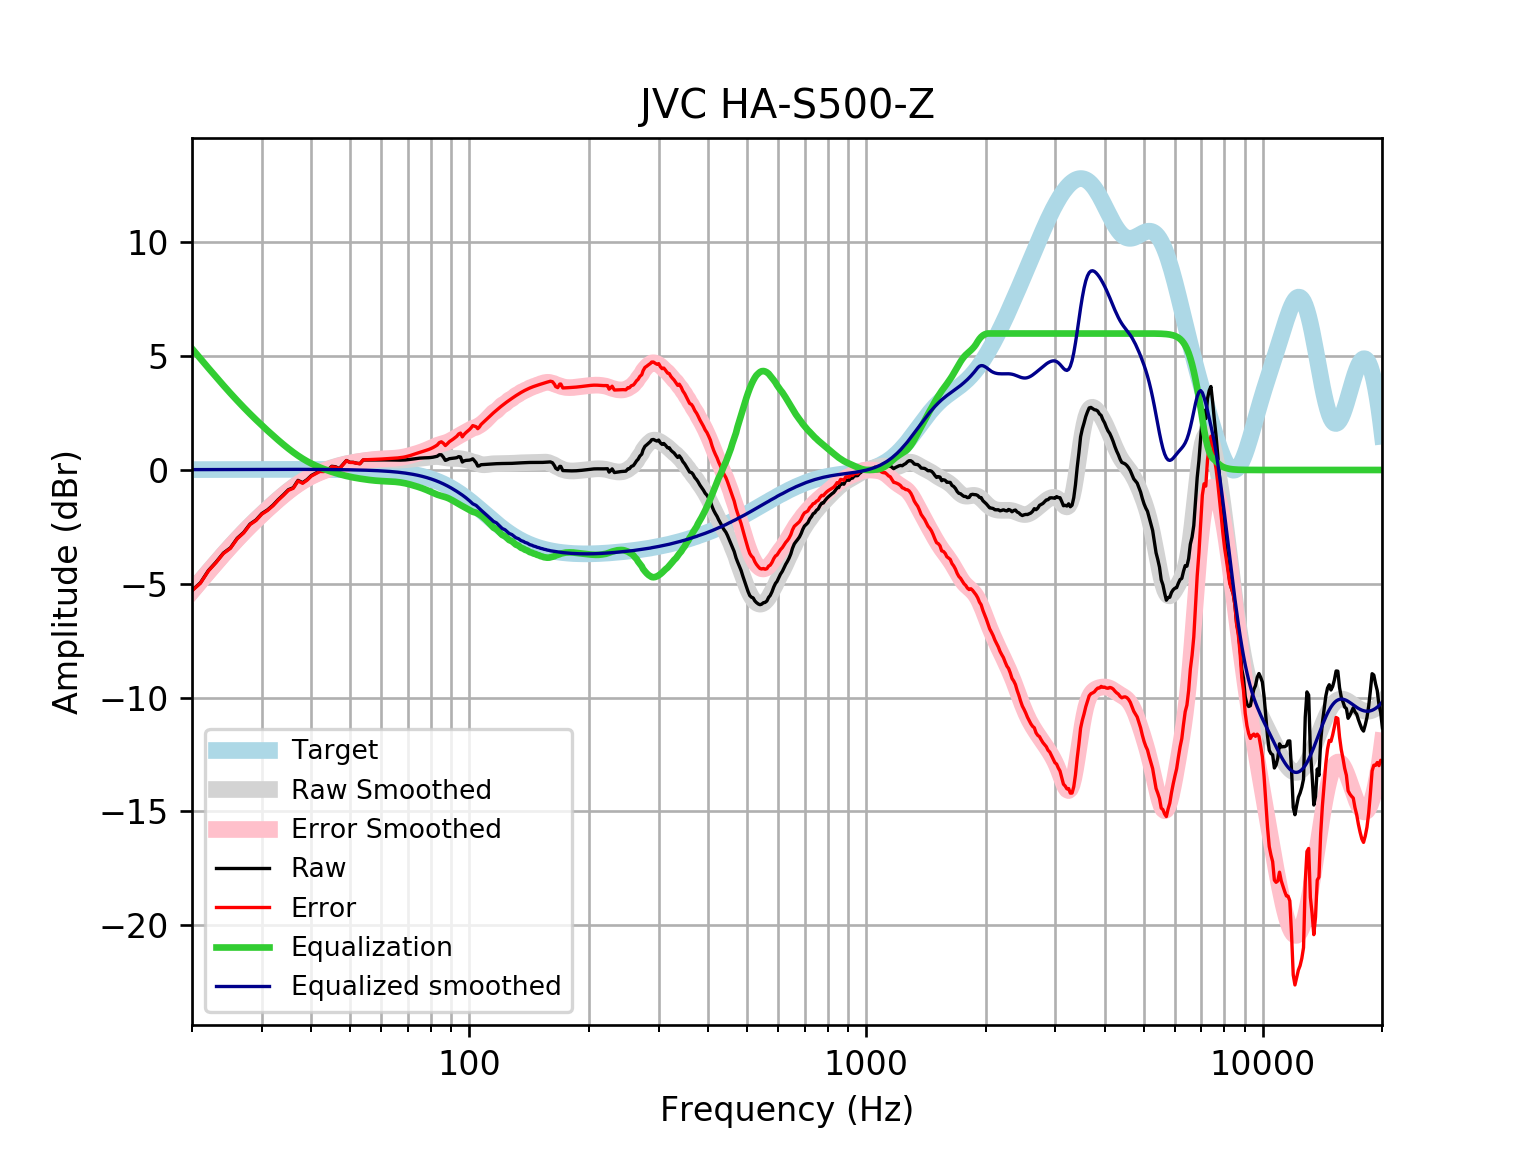 JVC HA-S500-Z
Amplitude (dBr)
10
5
0
−5
−10
−15
−20
Target
Raw Smoothed
Error Smoothed
Raw
Error
Equalization
Equalized smoothed
100
1000
10000
Frequency (Hz)